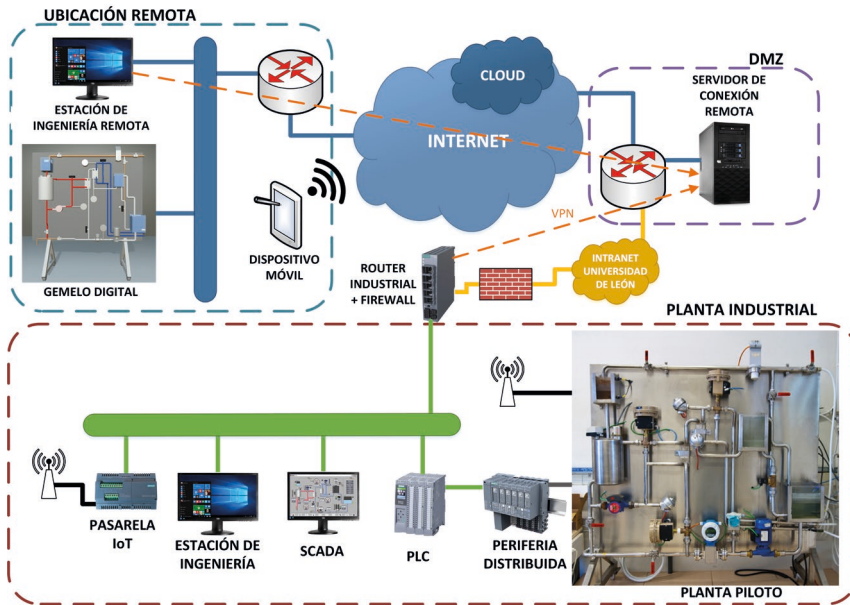 UBICACIÓN REMOTA
ESTACIÓN DE
INGENIERÍA REMOTA
GEMELO DIGITAL
DISPOSITIVO
MÓVIL
CLOUD
INTERNET
DMZ
SERVIDOR DE
CONEXIÓN
REMOTA
VPN
ROUTER
INDUSTRIAL
+ FIREWALL
INTRANET
UNIVERSIDAD
DE LEÓN
PLANTA INDUSTRIAL
PASARELA
IoT
ESTACIÓN DE
INGENIERÍA
SCADA
PLC
PERIFERIA
DISTRIBUIDA
PLANTA PILOTO